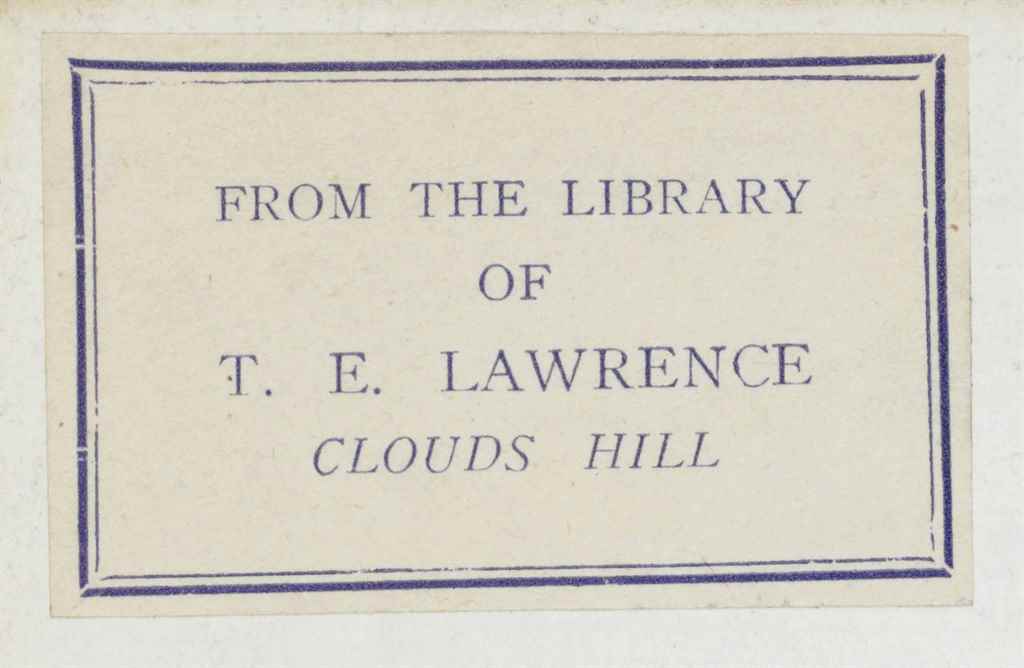 FROM THE LIBRARY
OF
T. E. LAWRENCE
CLOUDS HILL